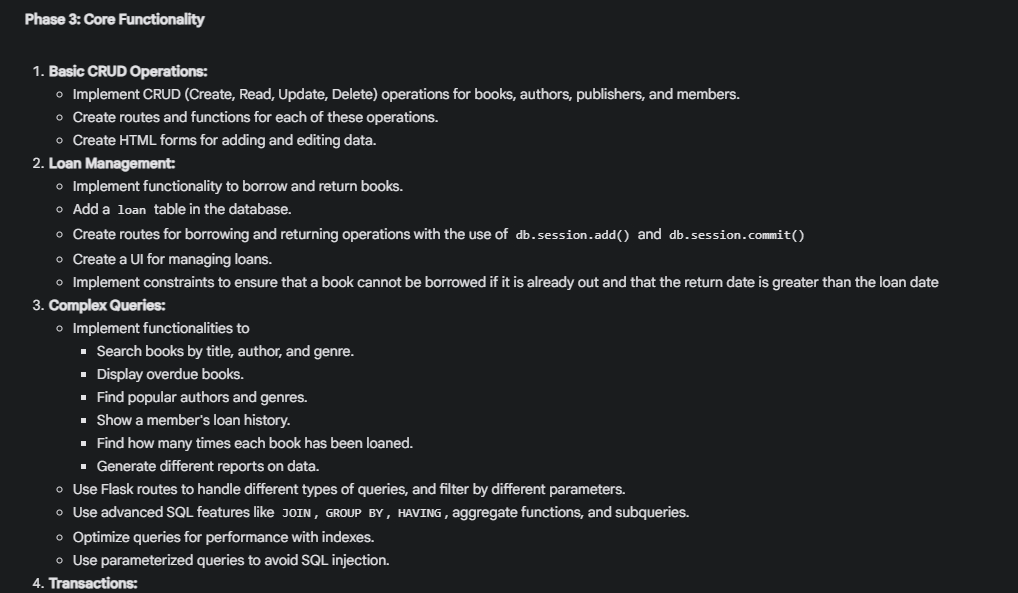 Phase 3: Core Functionality
1. Basic CRUD Operations:
○ Implement CRUD (Create, Read, Update, Delete) operations for books, authors, publishers, and members.
○ Create routes and functions for each of these operations.
○ Create HTML forms for adding and editing data.
2. Loan Management:
○ Implement functionality to borrow and return books.
○ Add a loan table in the database.
○ Create routes for borrowing and returning operations with the use of db.session.add() and db.session.commit()
○ Create a UI for managing loans.
○ Implement constraints to ensure that a book cannot be borrowed if it is already out and that the return date is greater than the loan date
3. Complex Queries:
○ Implement functionalities to
■ Search books by title, author, and genre.
■ Display overdue books.
■ Find popular authors and genres.
■ Show a member's loan history.
■ Find how many times each book has been loaned.
■ Generate different reports on data.
○ Use Flask routes to handle different types of queries, and filter by different parameters.
○ Use advanced SQL features like JOIN, GROUP BY, HAVING, aggregate functions, and subqueries.
○ Optimize queries for performance with indexes.
○ Use parameterized queries to avoid SQL injection.
4. Transactions: